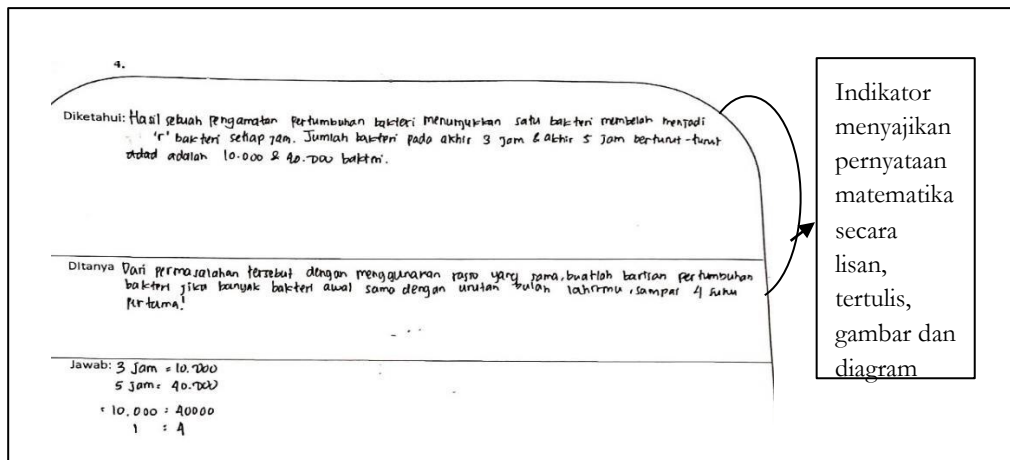 4.
Diketahui: Hasil sebuah pengamatan pertumbuhan bakteri menunjukkan satu bakteri membelah menjadi
'r' bakteri setiap jam. Jumlah bakteri pada akhir 3 jam & akhir 5 jam berturut-turut
adalah 10.000 & 40.000 bakteri.
Ditanya Dari permasalahan tersebut dengan menggunakan rasio yang sama, buatlah barisan pertumbuhan
bakteri jika banyak bakteri awal sama dengan urutan bulan lahirmu, sampai 4 suku
pertama!
Jawab: 3 Jam = 10.000
5 jam = 40.000
= 10.000 : 40000
1 : 4
Indikator
menyajikan
pernyataan
matematika
secara
lisan,
tertulis,
gambar dan
diagram